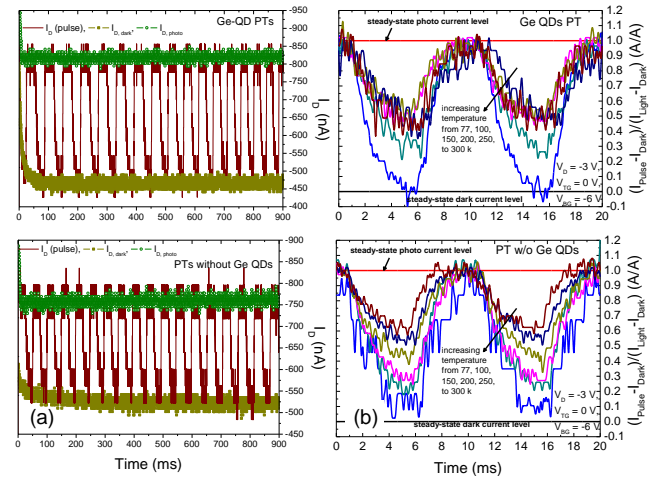 Ge-QD PTs
I_D (pulse), I_D, dark, I_D, photo
-850
-800
-750
-700
-650
-600
-550
-500
-450
-400
0 100 200 300 400 500 600 700 800 900
I_D (nA)
steady-state photo current level
Ge QDs PT
increasing
temperature
from 77, 100,
150, 200, 250,
to 300 k
V_D = -3 V,
V_TG = 0 V,
V_BG = -6 V
steady-state dark current level
1.2
1.1
1.0
0.9
0.8
0.7
0.6
0.5
0.4
0.3
0.2
0.1
0.0
-0.1
0 2 4 6 8 10 12 14 16 18 20
(I_Pulse-I_Dark)/(I_Light-I_Dark) (A/A)
I_D (pulse), I_D, dark, I_D, photo
PTs without Ge QDs
-900
-850
-800
-750
-700
-650
-600
-550
-500
-450
(a)
0 100 200 300 400 500 600 700 800 900
Time (ms)
I_D (nA)
steady-state photo current level
PT w/o Ge QDs
increasing
temperature
from 77, 100,
150, 200, 250,
to 300 k
V_D = -3 V,
V_TG = 0 V,
V_BG = -6 V
steady-state dark current level
(b)
1.2
1.1
1.0
0.9
0.8
0.7
0.6
0.5
0.4
0.3
0.2
0.1
0.0
-0.1
0 2 4 6 8 10 12 14 16 18 20
Time (ms)
(I_Pulse-I_Dark)/(I_Light-I_Dark) (A/A)